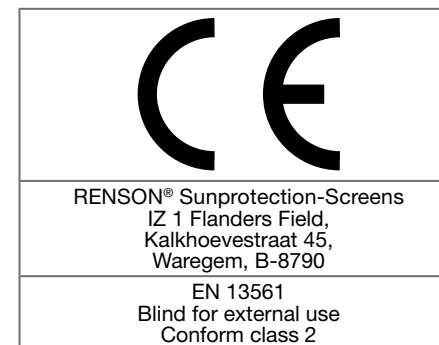 CE
RENSON® Sunprotection-Screens
IZ 1 Flanders Field,
Kalkhoevestraat 45,
Waregem, B-8790
EN 13561
Blind for external use
Conform class 2